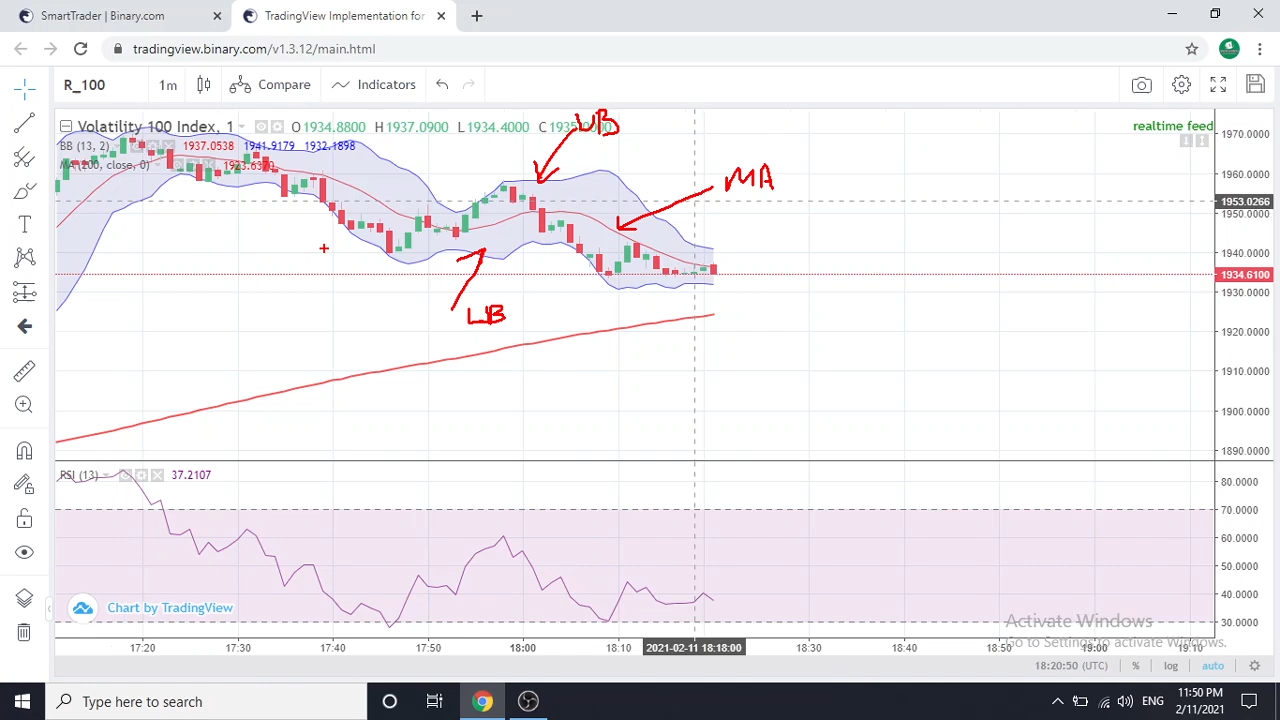 SmartTrader | Binary.com
TradingView Implementation for
tradingview.binary.com/v1.3.12/main.html
R_100 1m Compare Indicators
UB
Volatility 100 Index, 1 O1934.8800 H1937.0900 L1934.4000
realtime feed
BB (13, 2) 1937.0538 1941.9179 1932.1898
(200, close, 0)
MA
LB
1970.0000
1960.0000
1953.0266
1950.0000
1940.0000
1934.6100
1930.0000
1920.0000
1910.0000
1900.0000
1890.0000
RSI (13) 37.2107
80.0000
70.0000
60.0000
50.0000
40.0000
30.0000
Chart by TradingView
Activate Windows
Go to Settings to activate Windows.
17:20 17:30 17:40 17:50 18:00 18:10 2021-02-11 18:18:00 18:30 18:40 18:50 19:00 19:10
18:20:50 (UTC) % log auto
Type here to search
ENG
11:50 PM
2/11/2021